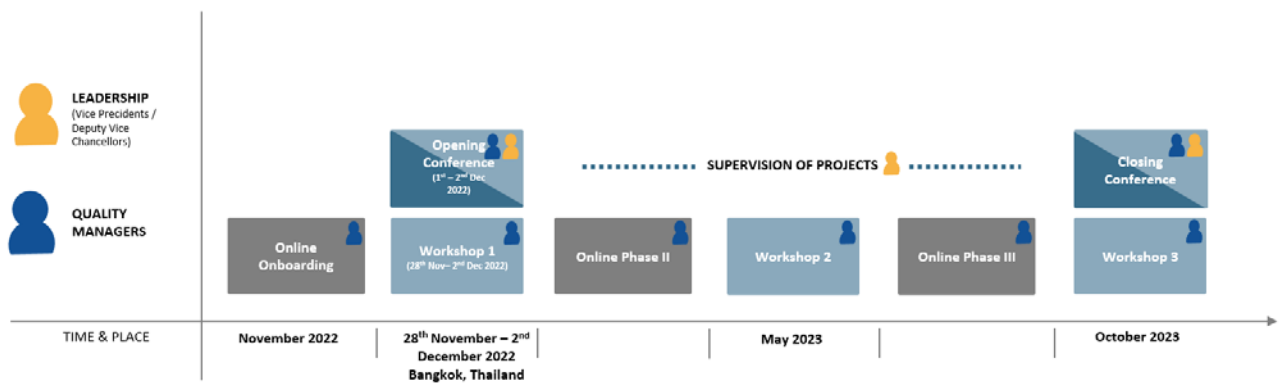 LEADERSHIP
(Vice Precidents /
Deputy Vice
Chancellors)
QUALITY
MANAGERS
Opening
Conference
(1st – 2nd Dec
2022)
SUPERVISION OF PROJECTS
Closing
Conference
Online
Onboarding
Workshop 1
(28th Nov– 2nd Dec 2022)
Online Phase II
Workshop 2
Online Phase III
Workshop 3
TIME & PLACE
November 2022
28th November – 2nd
December 2022
Bangkok, Thailand
May 2023
October 2023